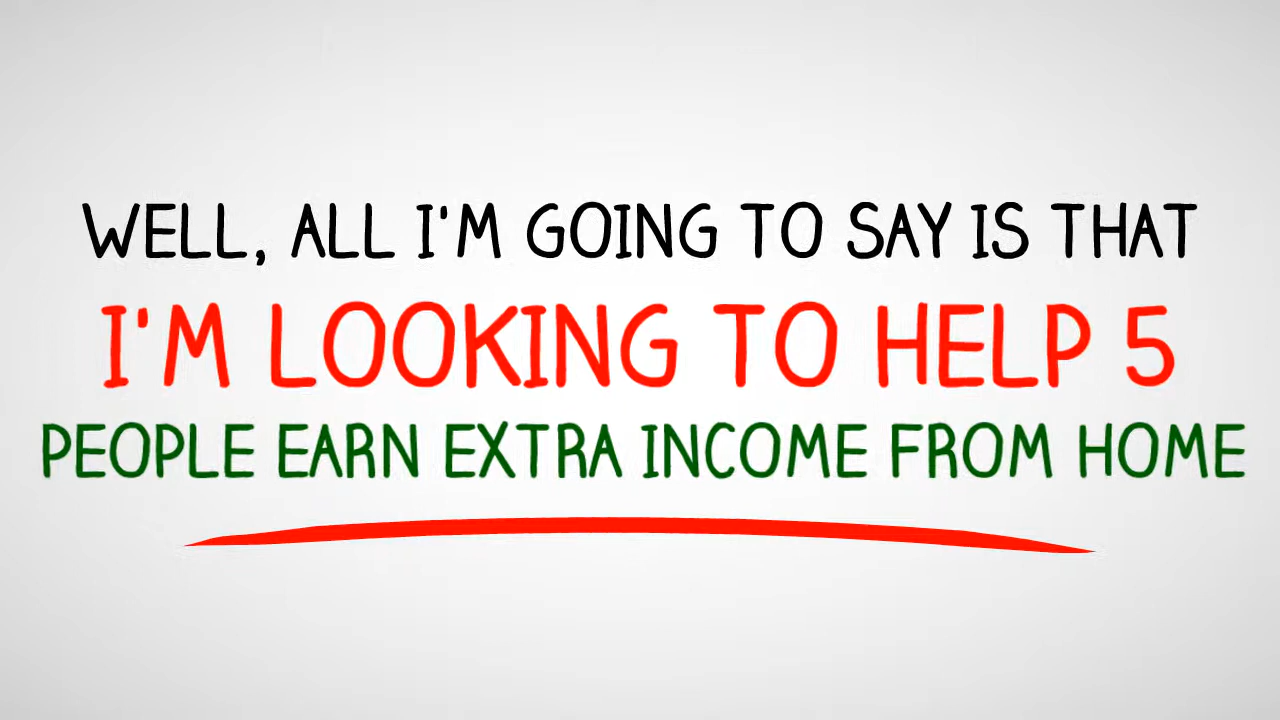 WELL, ALL I'M GOING TO SAY IS THAT
I'M LOOKING TO HELP 5
PEOPLE EARN EXTRA INCOME FROM HOME